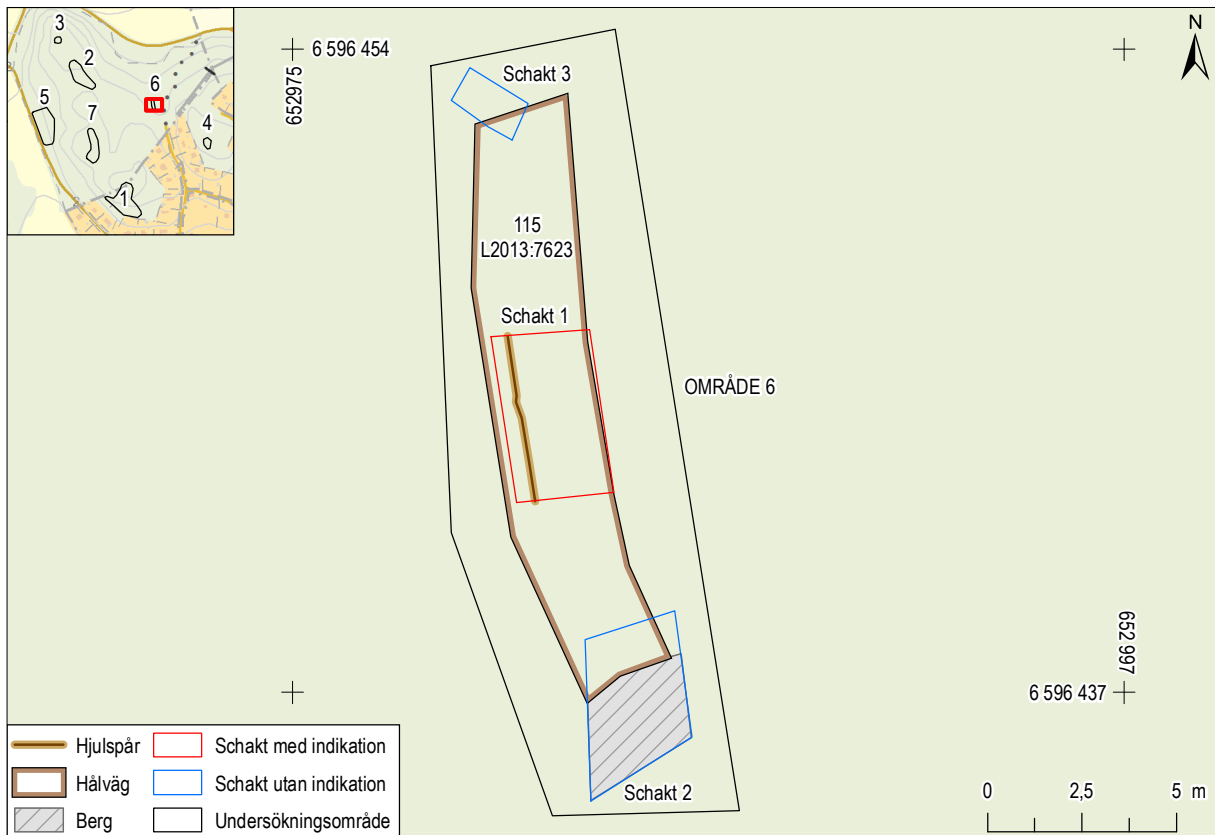 3
2
6
5
7
4
1
6 596 454
652975
N
Schakt 3
115
L2013:7623
Schakt 1
OMRÅDE 6
652 997
6 596 437
Schakt 2
Hjulspår
Schakt med indikation
Hålväg
Schakt utan indikation
Berg
Undersökningsområde
0 2,5 5 m